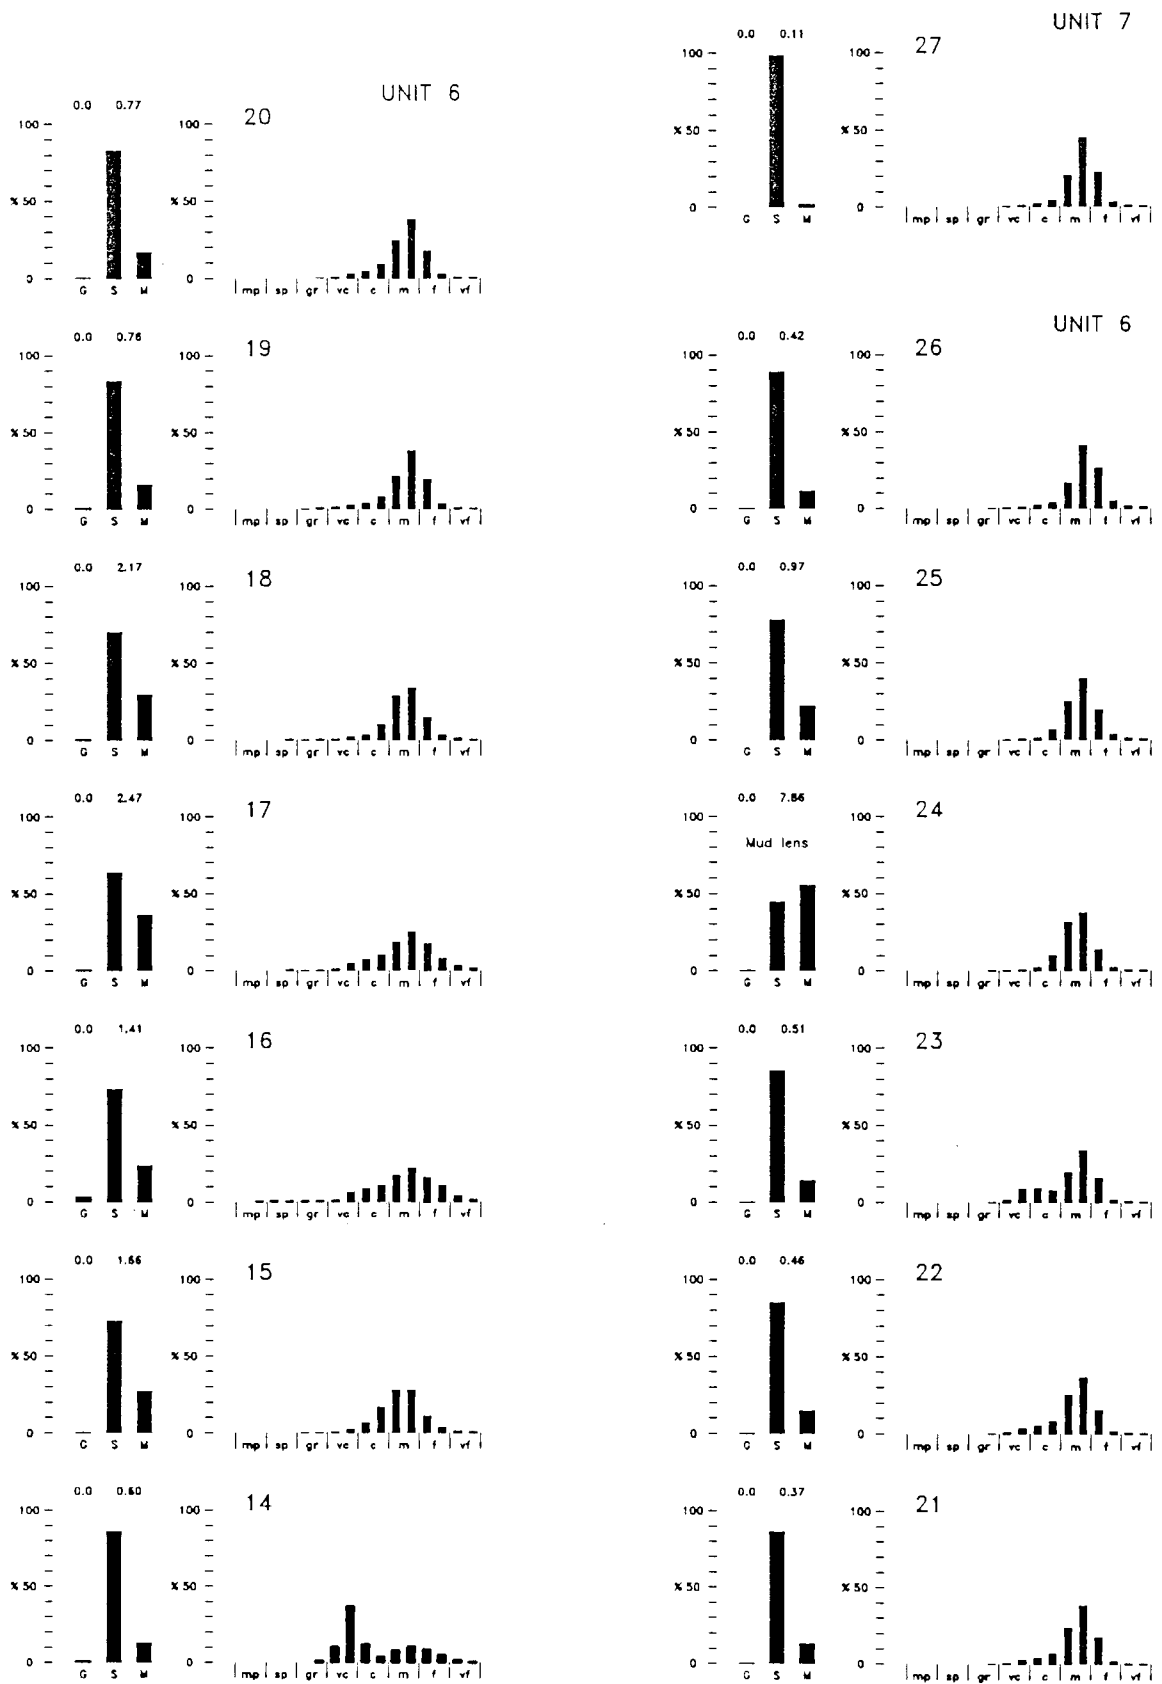 UNIT 6
0.0 0.77
20
100 100
% 50 % 50
0 0
G S M
mp sp gr vc c m f vf
0.0 0.76
19
100 100
% 50 % 50
0 0
G S M
mp sp gr vc c m f vf
0.0 2.17
18
100 100
% 50 % 50
0 0
G S M
mp sp gr vc c m f vf
0.0 2.47
17
100 100
% 50 % 50
0 0
G S M
mp sp gr vc c m f vf
0.0 1.41
16
100 100
% 50 % 50
0 0
G S M
mp sp gr vc c m f vf
0.0 1.66
15
100 100
% 50 % 50
0 0
G S M
mp sp gr vc c m f vf
0.0 0.60
14
100 100
% 50 % 50
0 0
G S M
mp sp gr vc c m f vf
UNIT 7
0.0 0.11
27
100 100
% 50 % 50
0 0
G S M
mp sp gr vc c m f vf
UNIT 6
0.0 0.42
26
100 100
% 50 % 50
0 0
G S M
mp sp gr vc c m f vf
0.0 0.97
25
100 100
% 50 % 50
0 0
G S M
mp sp gr vc c m f vf
0.0 7.86
24
100 100
Mud lens
% 50 % 50
0 0
G S M
mp sp gr vc c m f vf
0.0 0.51
23
100 100
% 50 % 50
0 0
G S M
mp sp gr vc c m f vf
0.0 0.46
22
100 100
% 50 % 50
0 0
G S M
mp sp gr vc c m f vf
0.0 0.37
21
100 100
% 50 % 50
0 0
G S M
mp sp gr vc c m f vf